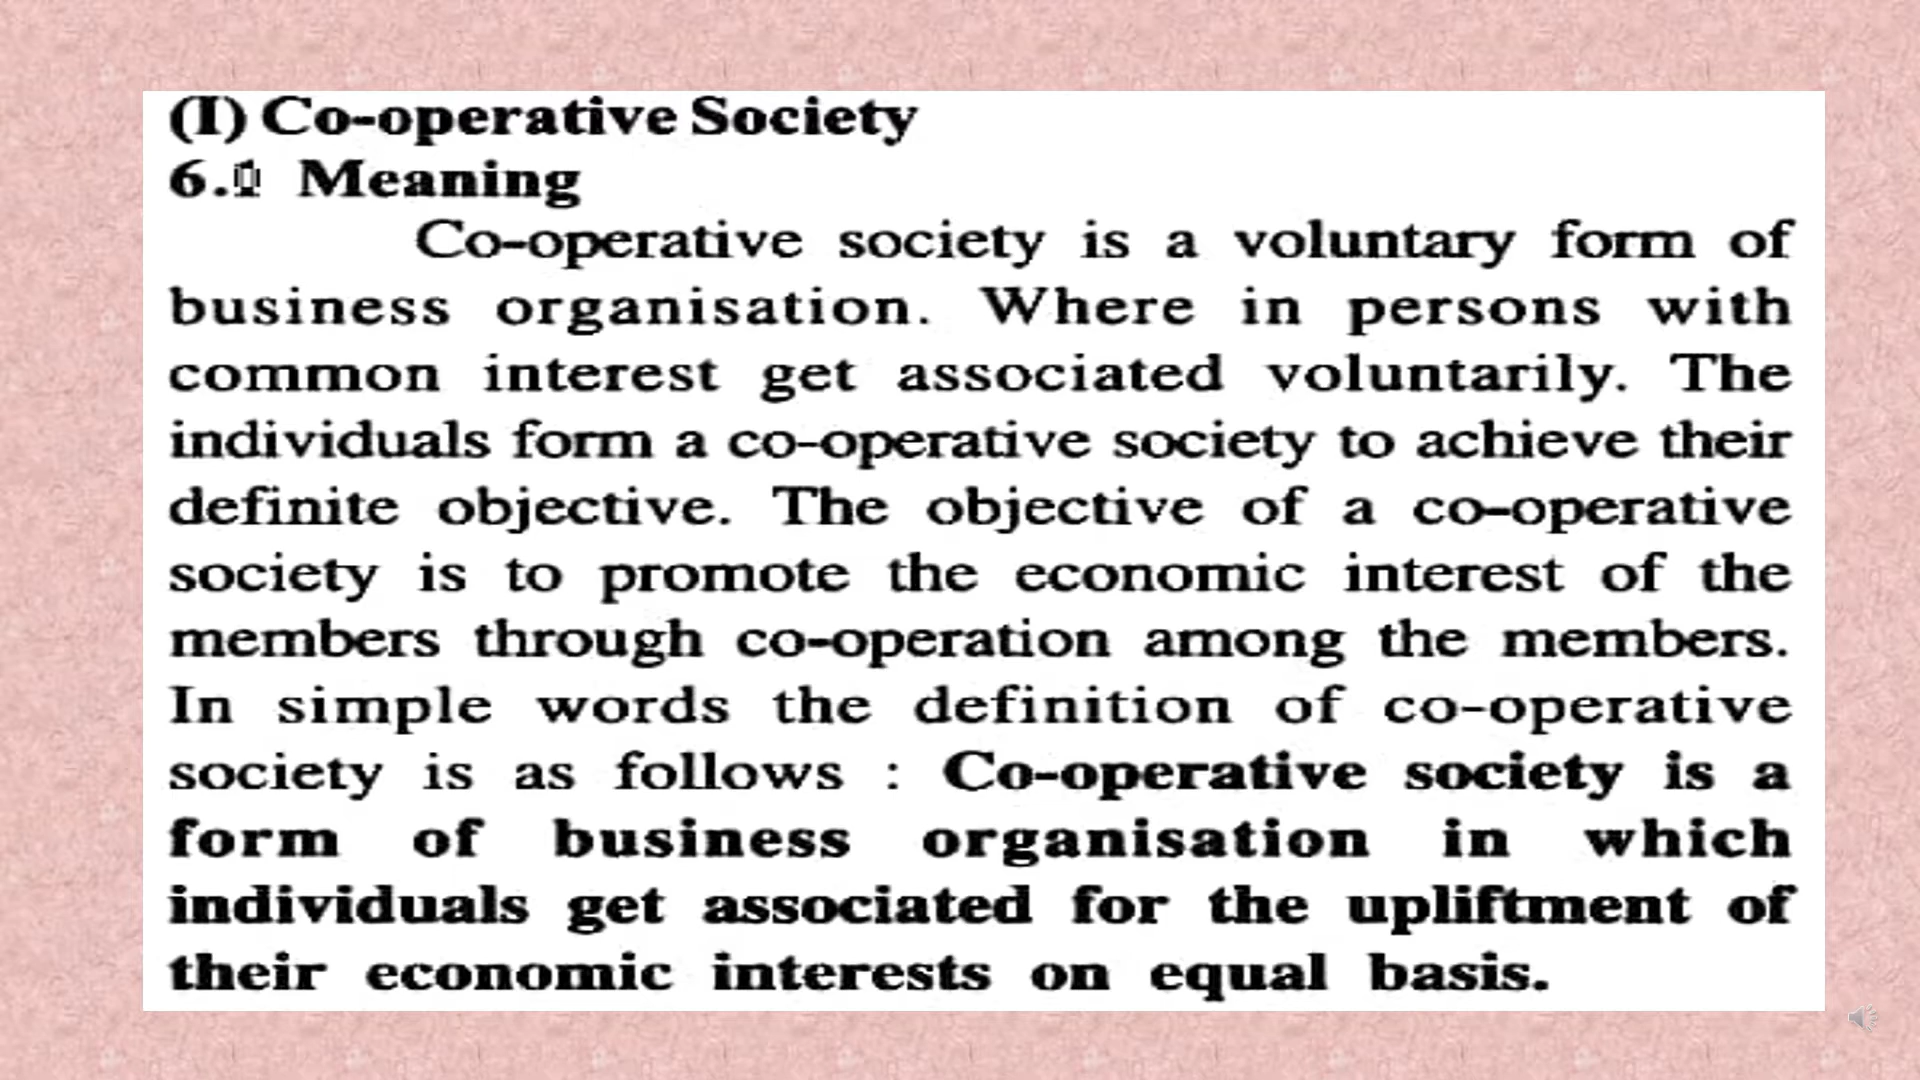 (I) Co-operative Society
6.1 Meaning
Co-operative society is a voluntary form of
business organisation. Where in persons with
common interest get associated voluntarily. The
individuals form a co-operative society to achieve their
definite objective. The objective of a co-operative
society is to promote the economic interest of the
members through co-operation among the members.
In simple words the definition of co-operative
society is as follows : Co-operative society is a
form of business organisation in which
individuals get associated for the upliftment of
their economic interests on equal basis.